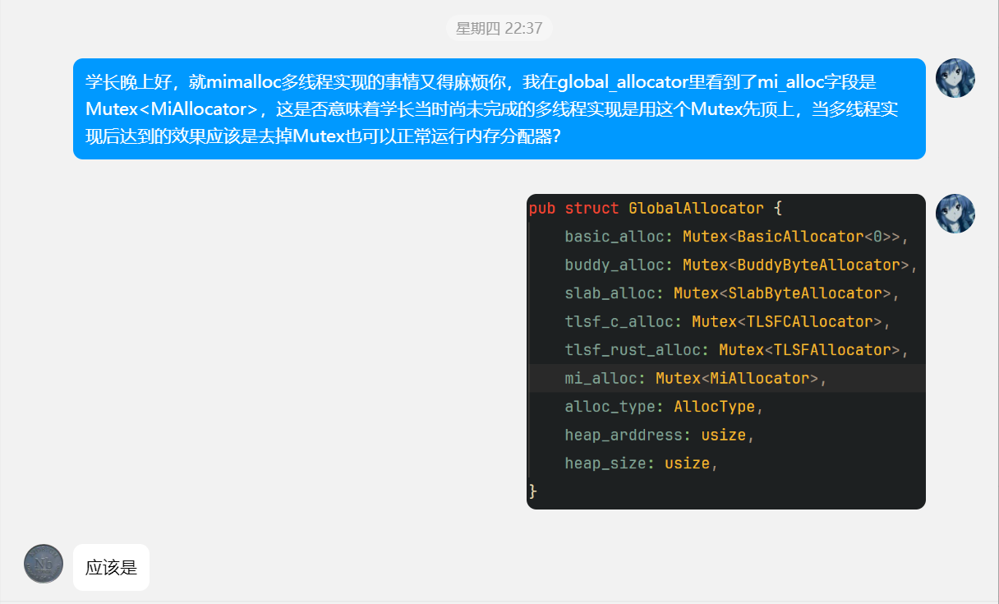 星期四 22:37
学长晚上好，就mimalloc多线程实现的事情又得麻烦你，我在global_allocator里看到了mi_alloc字段是
Mutex<MiAllocator>，这是否意味着学长当时尚未完成的多线程实现是用这个Mutex先顶上，当多线程实
现后达到的效果应该是去掉Mutex也可以正常运行内存分配器？
pub struct GlobalAllocator {
basic_alloc: Mutex<BasicAllocator<0>>,
buddy_alloc: Mutex<BuddyByteAllocator>,
slab_alloc: Mutex<SlabByteAllocator>,
tlsf_c_alloc: Mutex<TLSFCAllocator>,
tlsf_rust_alloc: Mutex<TLSFAllocator>,
mi_alloc: Mutex<MiAllocator>,
alloc_type: AllocType,
heap_arddress: usize,
heap_size: usize,
}
Nh
应该是